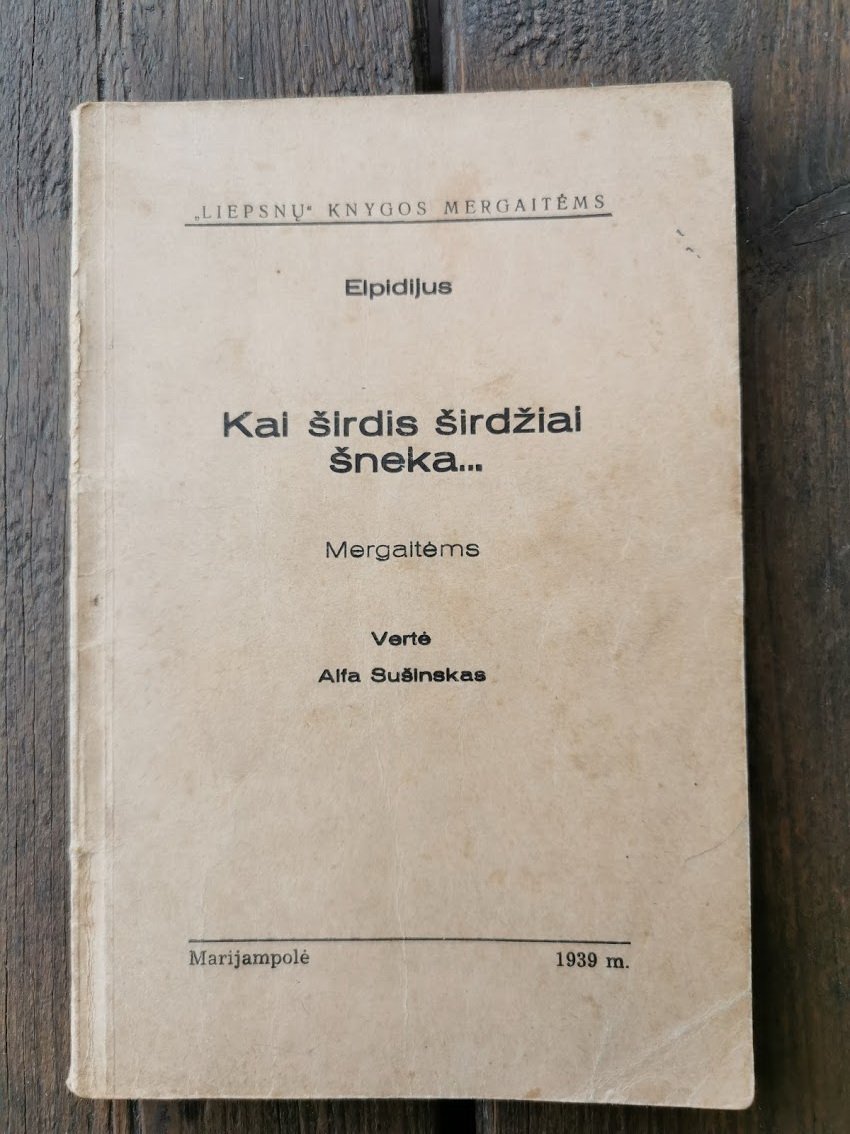 „LIEPSNŲ“ KNYGOS MERGAITĖMS
Elpidijus
Kai širdis širdžiai
šneka...
Mergaitėms
Vertė
Alfa Sušinskas
Marijampolė 1939 m.